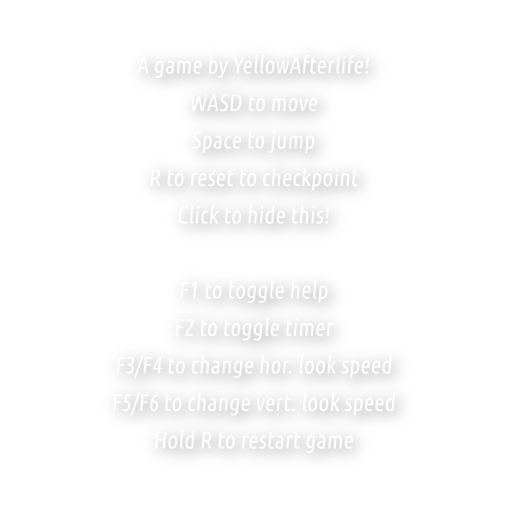 A game by YellowAfterlife!
WASD to move
Space to jump
R to reset to checkpoint
Click to hide this!
F1 to toggle help
F2 to toggle timer
F3/F4 to change hor. look speed
F5/F6 to change vert. look speed
Hold R to restart game